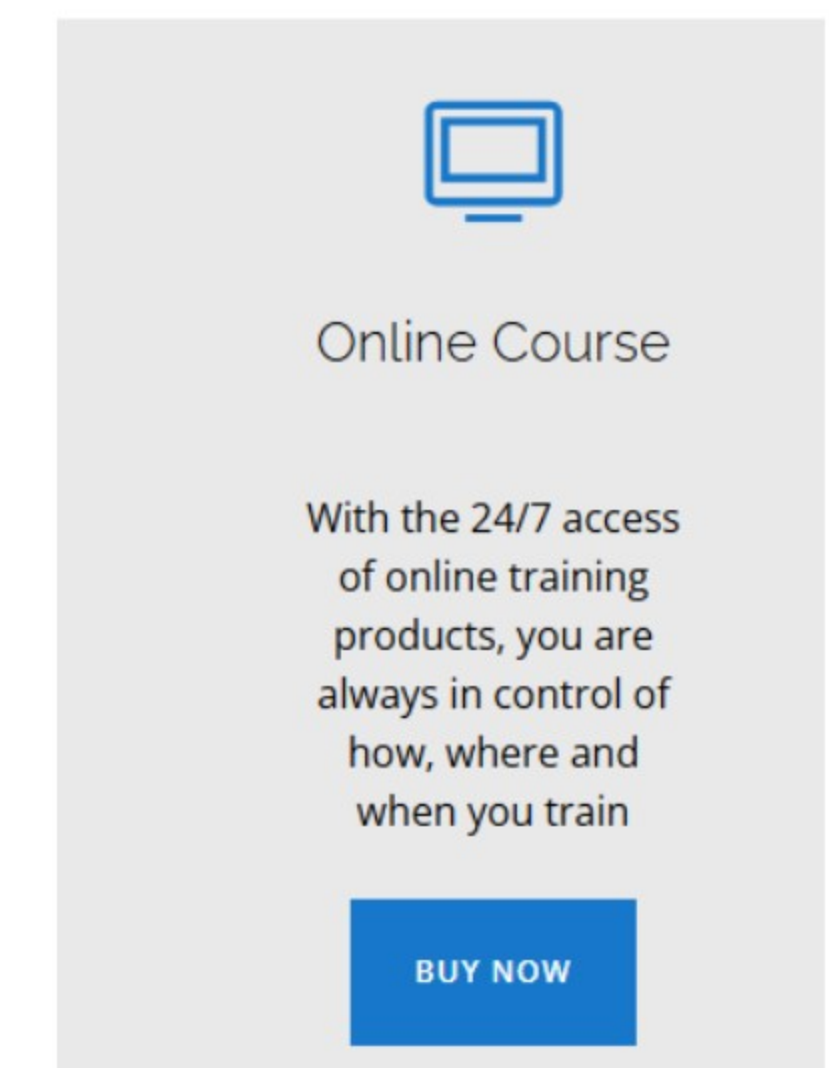 Online Course
With the 24/7 access
of online training
products, you are
always in control of
how, where and
when you train
BUY NOW